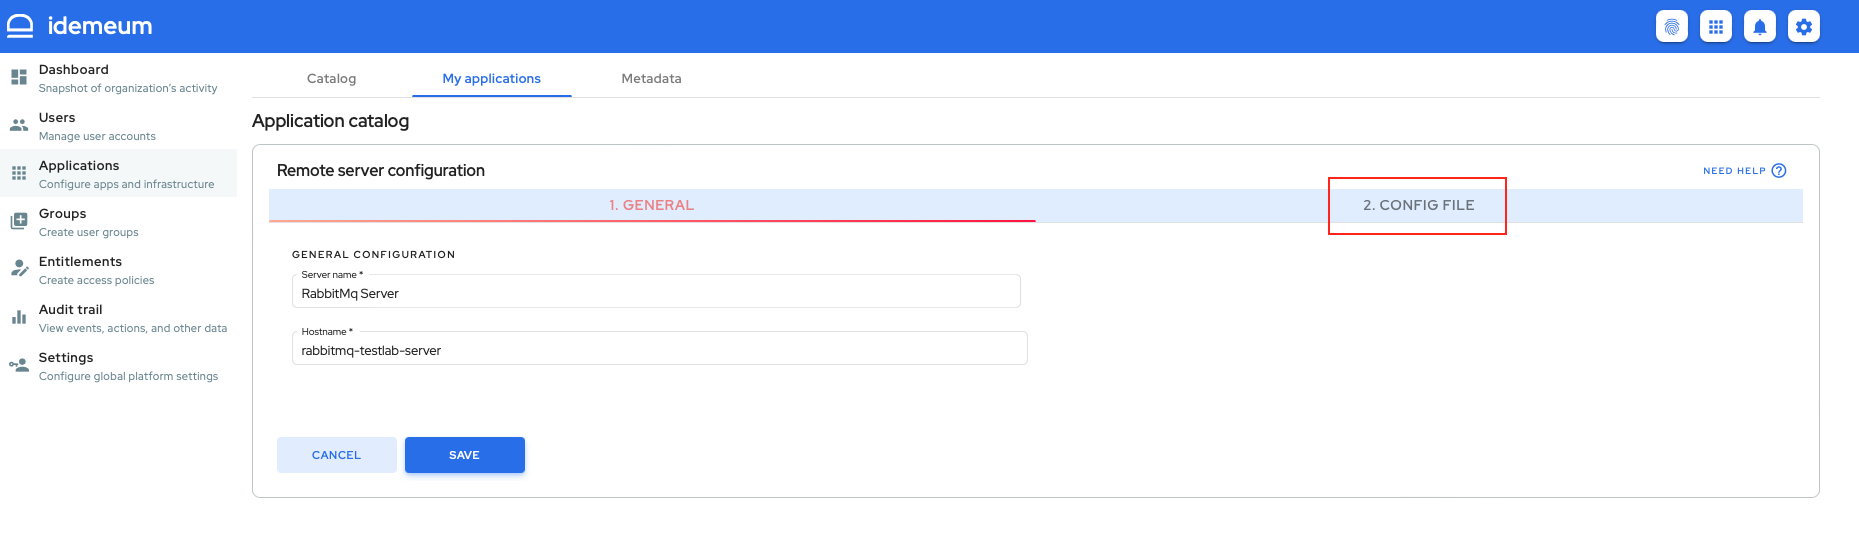 idemeum
Dashboard
Snapshot of organization's activity
Users
Manage user accounts
Applications
Configure apps and infrastructure
Groups
Create user groups
Entitlements
Create access policies
Audit trail
View events, actions, and other data
Settings
Configure global platform settings
Catalog My applications Metadata
Application catalog
Remote server configuration
NEED HELP ?
1. GENERAL 2. CONFIG FILE
GENERAL CONFIGURATION
Server name *
RabbitMq Server
Hostname *
rabbitmq-testlab-server
CANCEL SAVE